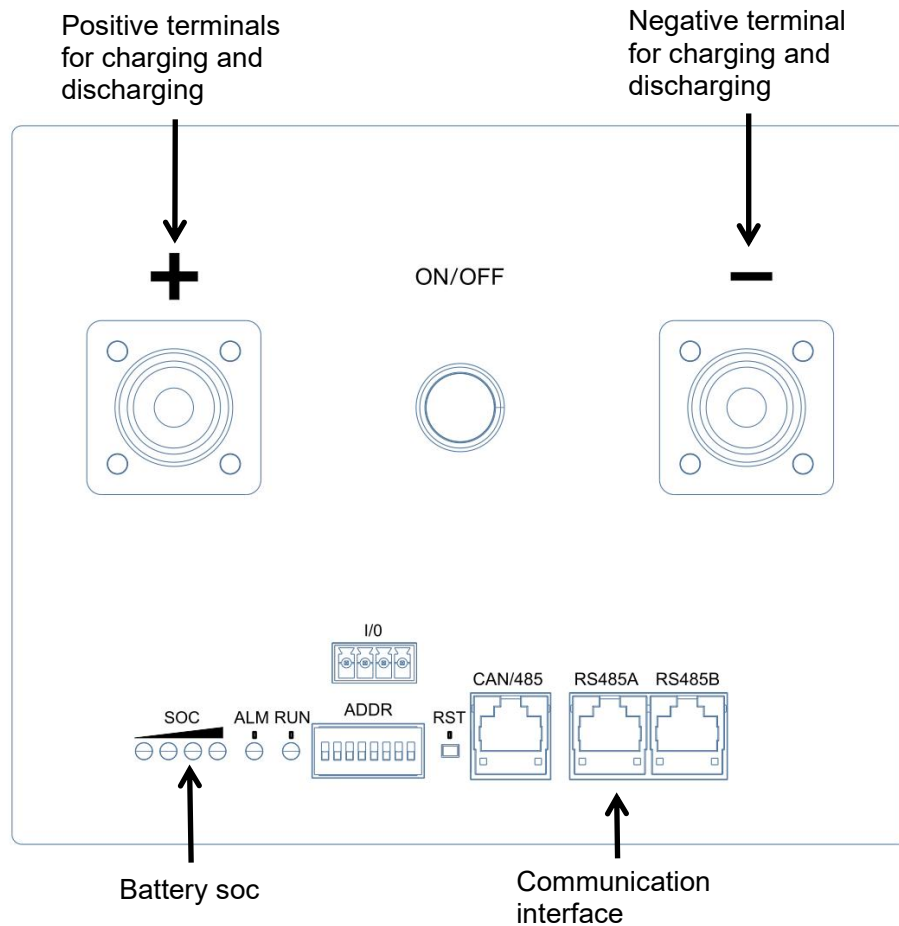 Positive terminals
for charging and
discharging
Negative terminal
for charging and
discharging
+
ON/OFF
−
I/0
CAN/485
RS485A
RS485B
SOC
ALM
RUN
ADDR
RST
Battery soc
Communication
interface